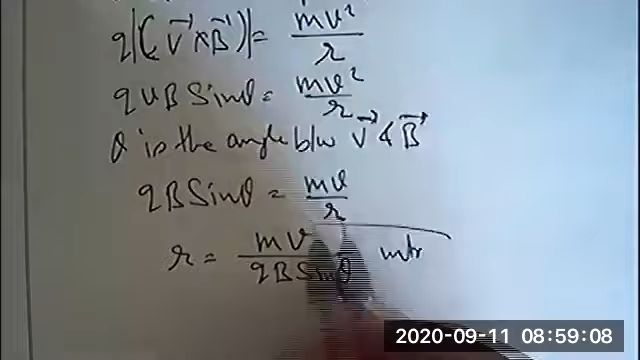 q|(v⃗ × B⃗)| = mv²/r
qvB Sinθ = mv²/r
θ is the angle b/w v⃗ & B⃗
qB Sinθ = mv/r
r = mv/qB Sinθ mtr
2020-09-11 08:59:08